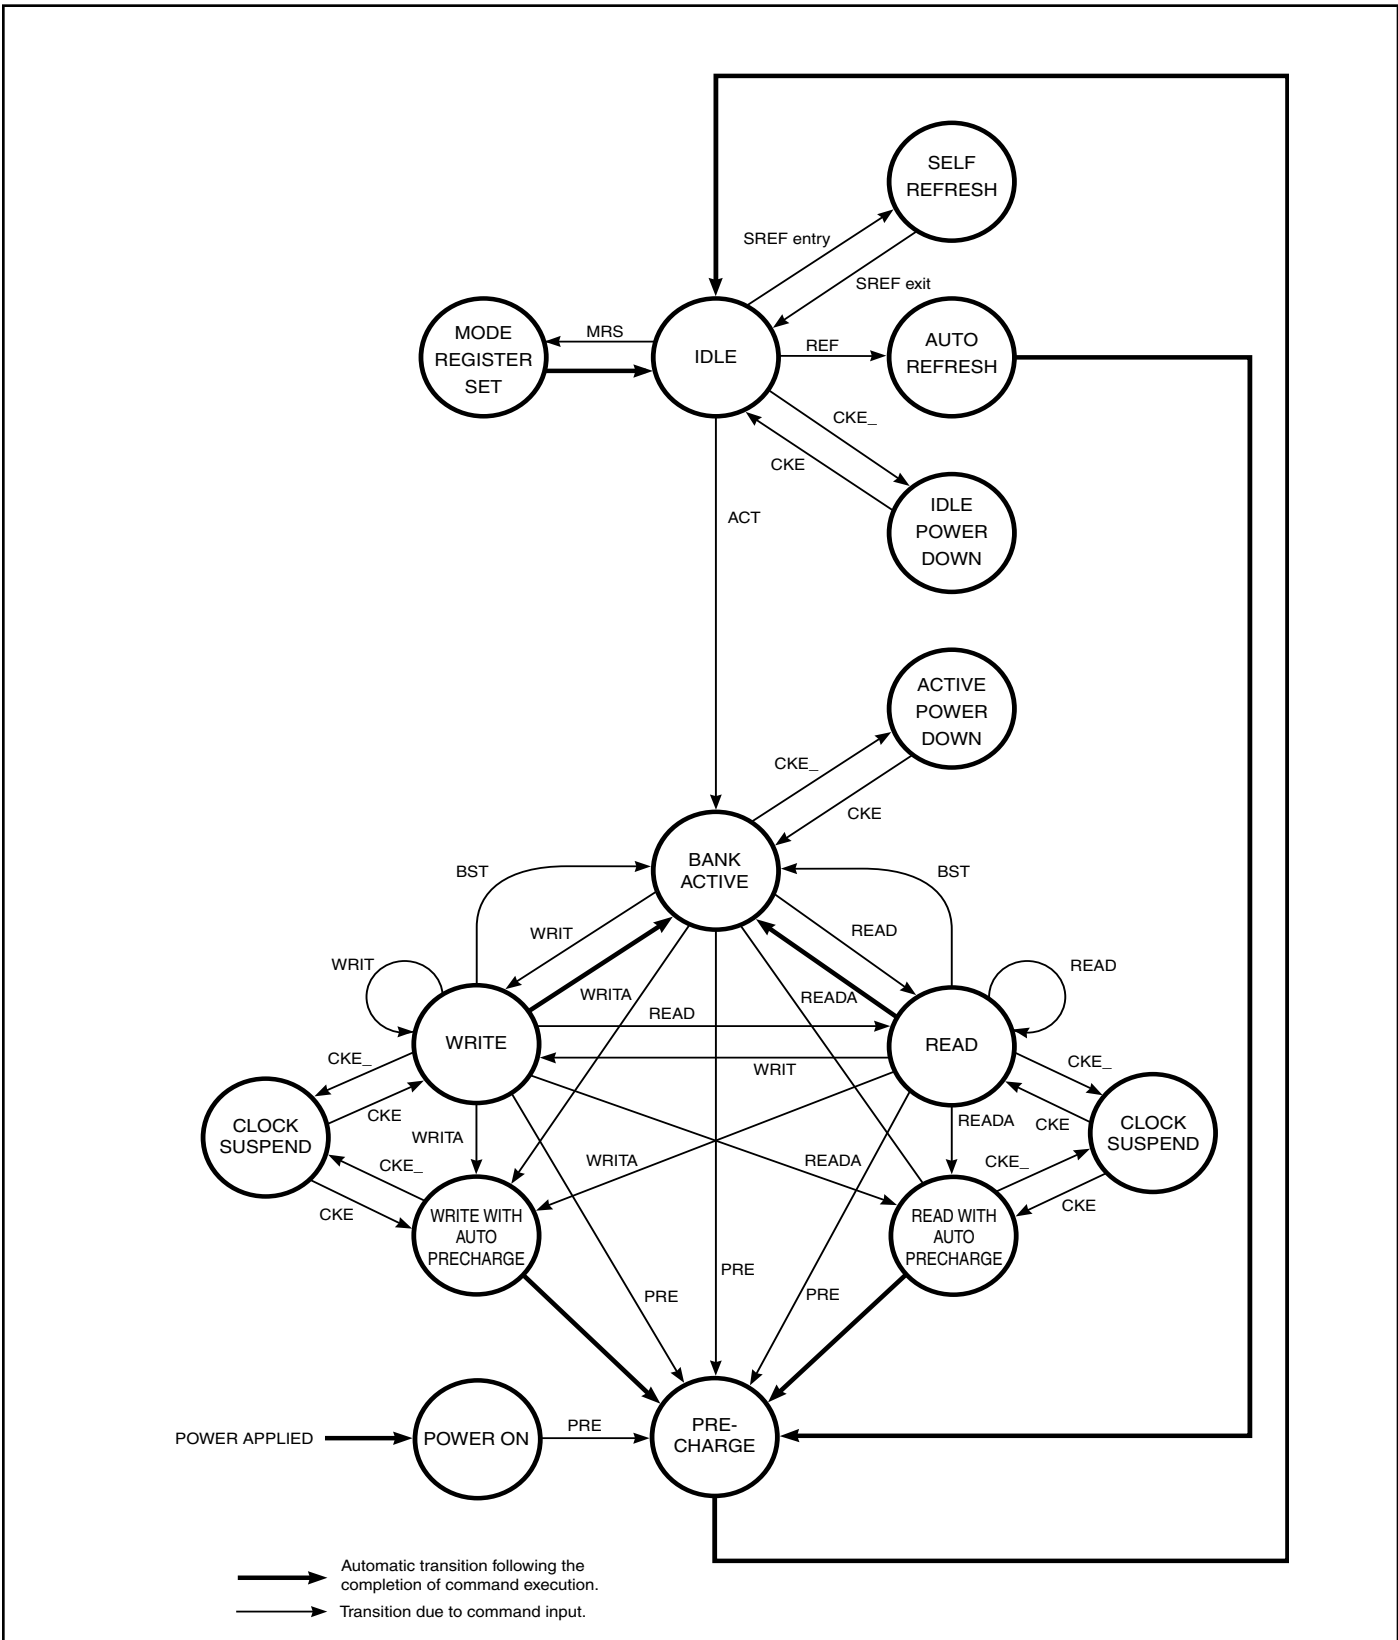 SELF
REFRESH
SREF entry
SREF exit
MODE
REGISTER
SET
MRS
IDLE
REF
AUTO
REFRESH
CKE_
CKE
IDLE
POWER
DOWN
ACT
ACTIVE
POWER
DOWN
CKE_
CKE
BANK
ACTIVE
BST
BST
WRIT
READ
WRIT
READ
WRITA
READA
READ
WRITE
READ
WRIT
CKE_
CKE_
CKE
CKE
CLOCK
SUSPEND
CLOCK
SUSPEND
WRITA
READA
CKE_
WRITA
READA
CKE_
CKE
CKE
WRITE WITH
AUTO
PRECHARGE
READ WITH
AUTO
PRECHARGE
PRE
PRE
PRE
POWER APPLIED
POWER ON
PRE
PRE-
CHARGE
Automatic transition following the
completion of command execution.
Transition due to command input.